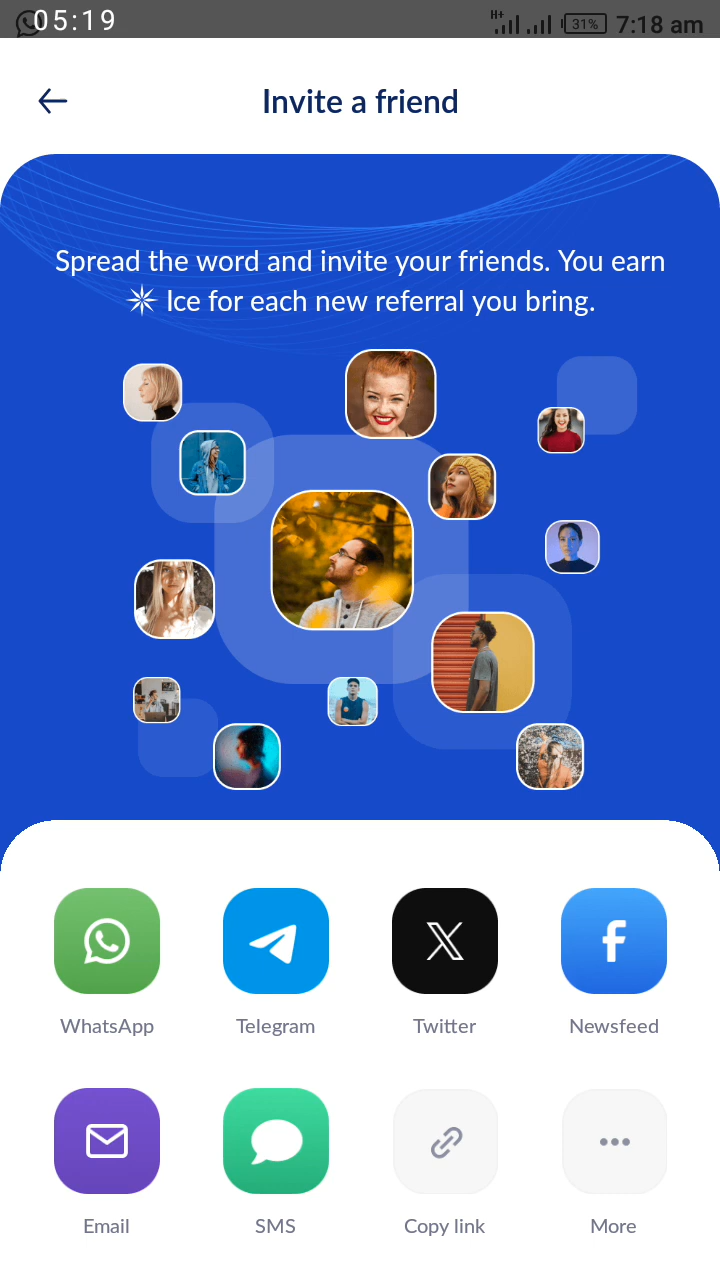 05:19 H+ 31% 7:18 am
Invite a friend
Spread the word and invite your friends. You earn
Ice for each new referral you bring.
WhatsApp Telegram Twitter Newsfeed
Email SMS Copy link More